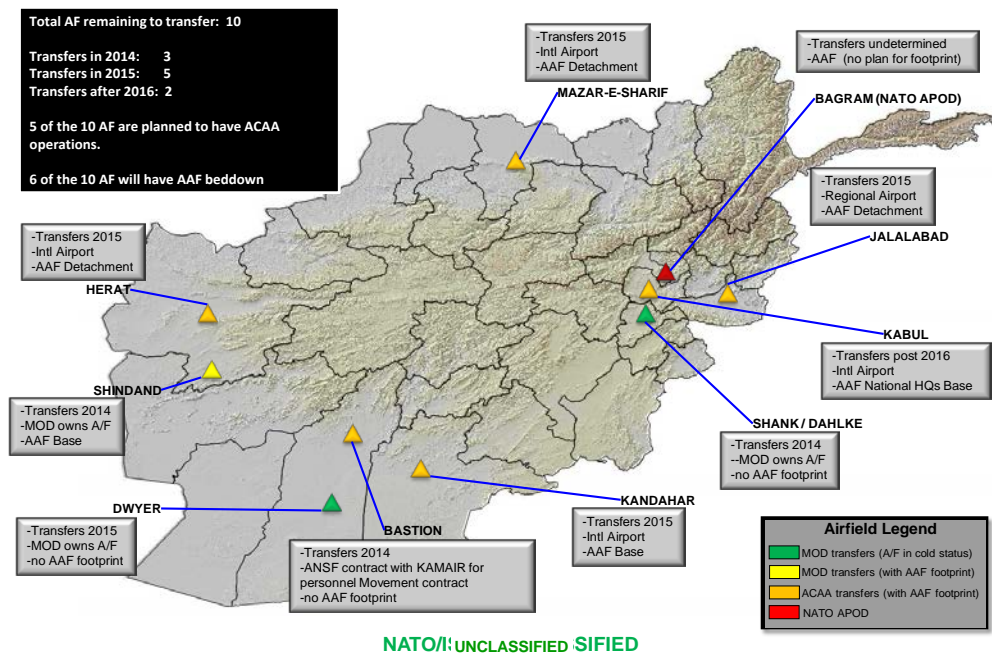 Total AF remaining to transfer: 10
Transfers in 2014: 3
Transfers in 2015: 5
Transfers after 2016: 2
5 of the 10 AF are planned to have ACAA
operations.
6 of the 10 AF will have AAF beddown
-Transfers 2015
-Intl Airport
-AAF Detachment
MAZAR-E-SHARIF
-Transfers undetermined
-AAF (no plan for footprint)
BAGRAM (NATO APOD)
-Transfers 2015
-Regional Airport
-AAF Detachment
JALALABAD
-Transfers 2015
-Intl Airport
-AAF Detachment
HERAT
KABUL
-Transfers post 2016
-Intl Airport
-AAF National HQs Base
SHINDAND
-Transfers 2014
-MOD owns A/F
-AAF Base
SHANK / DAHLKE
-Transfers 2014
--MOD owns A/F
-no AAF footprint
DWYER
-Transfers 2015
-MOD owns A/F
-no AAF footprint
BASTION
-Transfers 2014
-ANSF contract with KAMAIR for
personnel Movement contract
-no AAF footprint
KANDAHAR
-Transfers 2015
-Intl Airport
-AAF Base
Airfield Legend
MOD transfers (A/F in cold status)
MOD transfers (with AAF footprint)
ACAA transfers (with AAF footprint)
NATO APOD
NATO/IS UNCLASSIFIED SIFIED